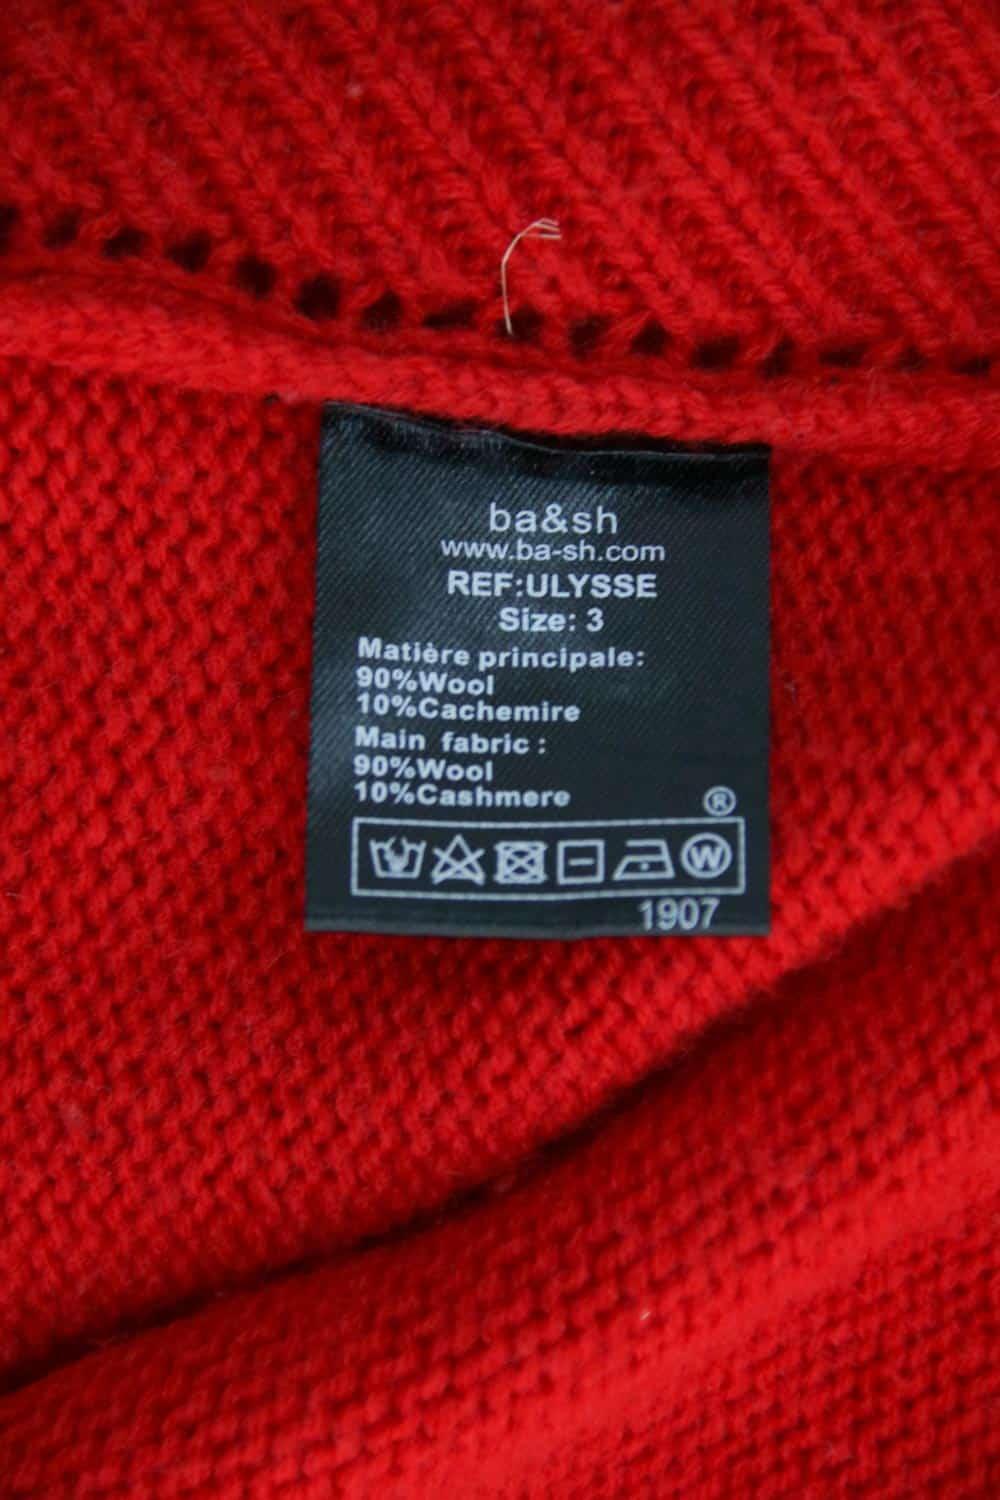 ba&sh
www.ba-sh.com
REF:ULYSSE
Size: 3
Matière principale:
90%Wool
10%Cachemire
Main fabric :
90%Wool
10%Cashmere
®
W
1907